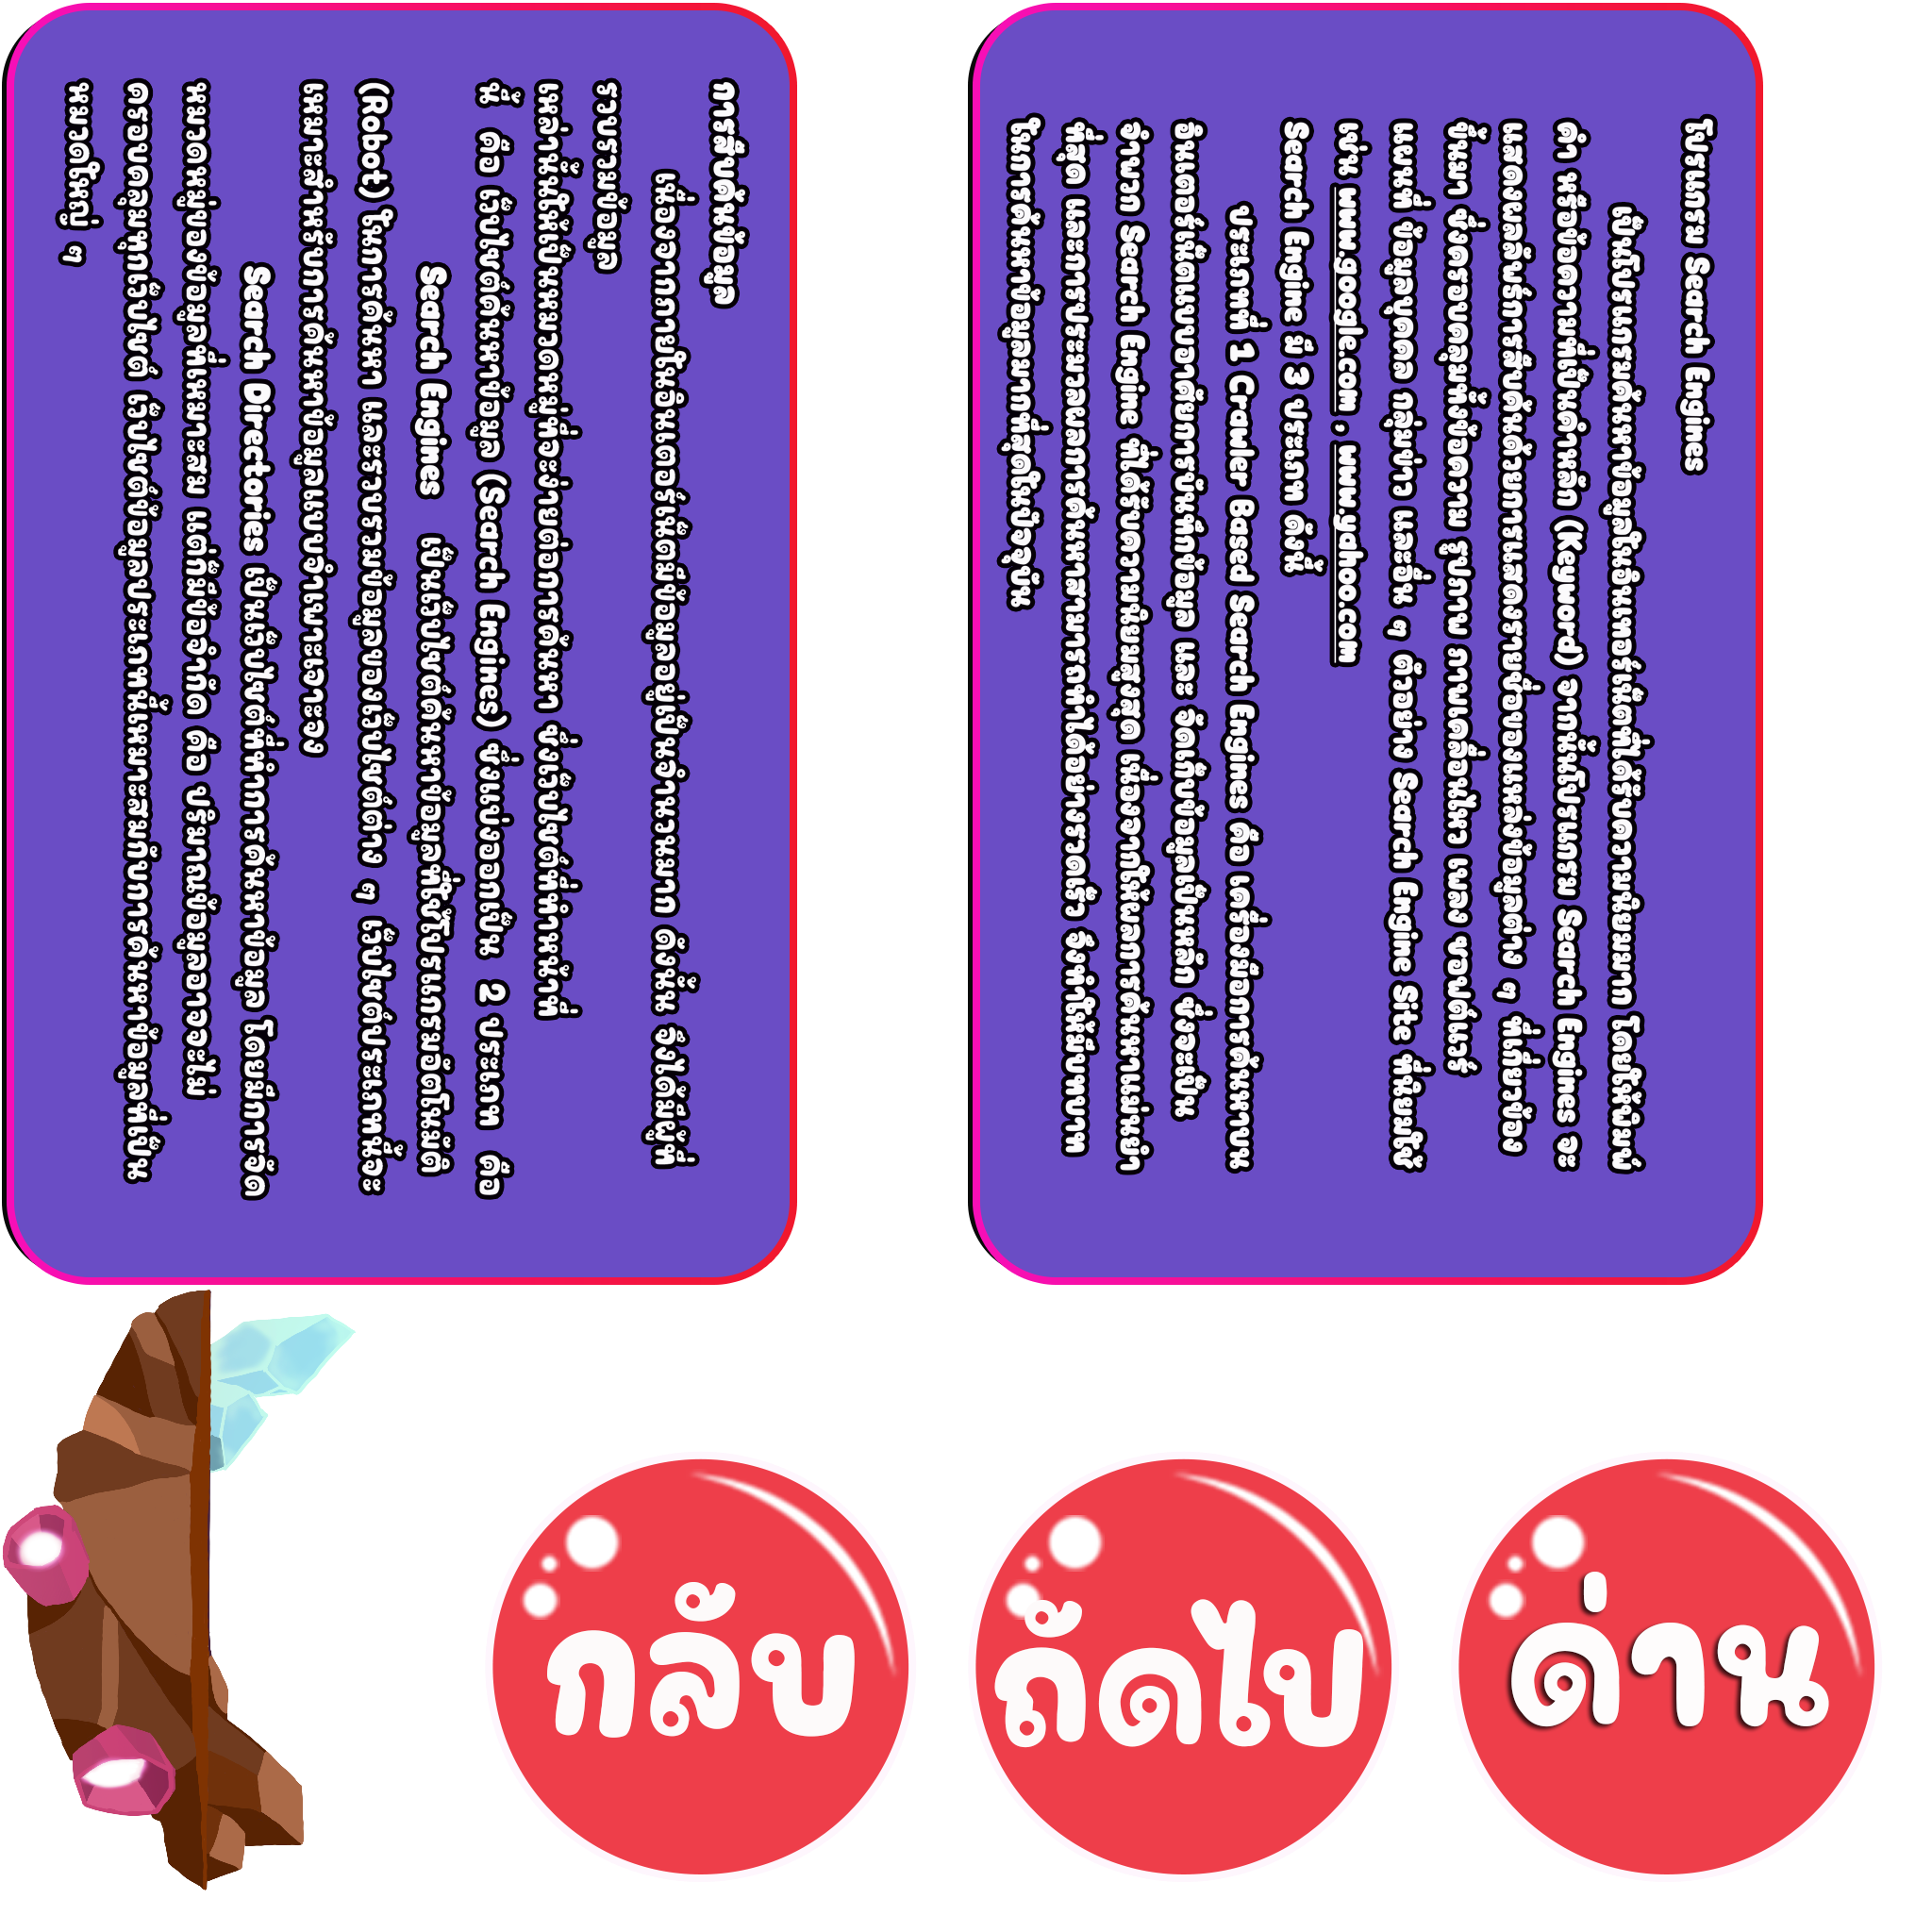 การสืบค้นข้อมูล
เนื่องจากภายในอินเตอร์เน็ตมีข้อมูลอยู่เป็นจำนวนมาก ดังนั้น จึงได้มีผู้ที่
รวบรวมข้อมูล
เหล่านั้นให้เป็นหมวดหมู่ที่จะง่ายต่อการค้นหา ซึ่งเว็บไซต์ที่ทำหน้าที่
นี้ คือ เว็บไซต์ค้นหาข้อมูล (Search Engines) ซึ่งแบ่งออกเป็น 2 ประเภท คือ
Search Engines เป็นเว็บไซต์ค้นหาข้อมูล ที่ใช้โปรแกรมอัตโนมัติ
(Robot) ในการค้นหา และรวบรวมข้อมูลของเว็บไซต์ต่าง ๆ เว็บไซต์ประเภทนี้จะ
เหมาะสำหรับการค้นหาข้อมูลแบบจำเพาะเจาะจง
Search Directories เป็นเว็บไซต์ที่ทำการค้นหาข้อมูล โดยมีการจัด
หมวดหมู่ของข้อมูลที่เหมาะสม แต่ก็มีข้อจำกัด คือ ปริมาณข้อมูลอาจจะไม่
ครอบคลุมทุกเว็บไซต์ เว็บไซต์ข้อมูลประเภทนี้เหมาะสมกับการค้นหาข้อมูลที่เป็น
หมวดใหญ่ ๆ
โปรแกรม Search Engines
เป็นโปรแกรมค้นหาข้อมูลในอินเทอร์เน็ตที่ได้รับความนิยมมาก โดยให้พิมพ์
คำ หรือข้อความที่เป็นคำหลัก (Keyword) จากนั้นโปรแกรม Search Engines จะ
แสดงผลลัพธ์การสืบค้นด้วยการแสดงรายชื่อของแหล่งข้อมูลต่าง ๆ ที่เกี่ยวข้อง
ขึ้นมา ซึ่งครอบคลุมทั้งข้อความ รูปภาพ ภาพเคลื่อนไหว เพลง ซอฟต์แวร์
แผนที่ ข้อมูลบุคคล กลุ่มข่าว และอื่น ๆ ตัวอย่าง Search Engine Site ที่นิยมใช้
เช่น www.google.com , www.yahoo.com
Search Engine มี 3 ประเภท ดังนี้
ประเภทที่ 1 Crawler Based Search Engines คือ เครื่องมือการค้นหาบน
อินเตอร์เน็ตแบบอาศัยการบันทึกข้อมูล และ จัดเก็บข้อมูลเป็นหลัก ซึ่งจะเป็น
จำพวก Search Engine ที่ได้รับความนิยมสูงสุด เนื่องจากให้ผลการค้นหาแม่นยำ
ที่สุด และการประมวลผลการค้นหาสามารถทำได้อย่างรวดเร็ว จึงทำให้มีบทบาท
ในการค้นหาข้อมูลมากที่สุดในปัจจุบัน
กลับ
ถัดไป
ด่าน